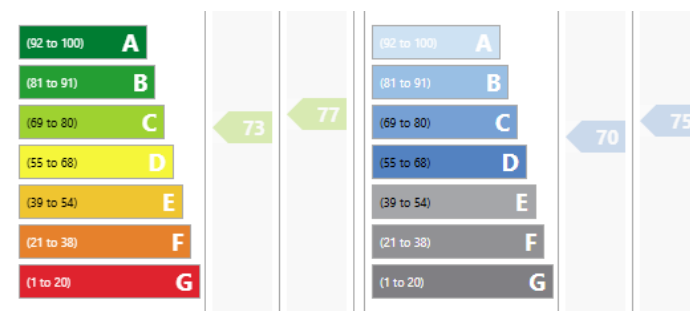 (92 to 100) A
(81 to 91) B
(69 to 80) C
(55 to 68) D
(39 to 54) E
(21 to 38) F
(1 to 20) G
73
77
(92 to 100) A
(81 to 91) B
(69 to 80) C
(55 to 68) D
(39 to 54) E
(21 to 38) F
(1 to 20) G
70
75